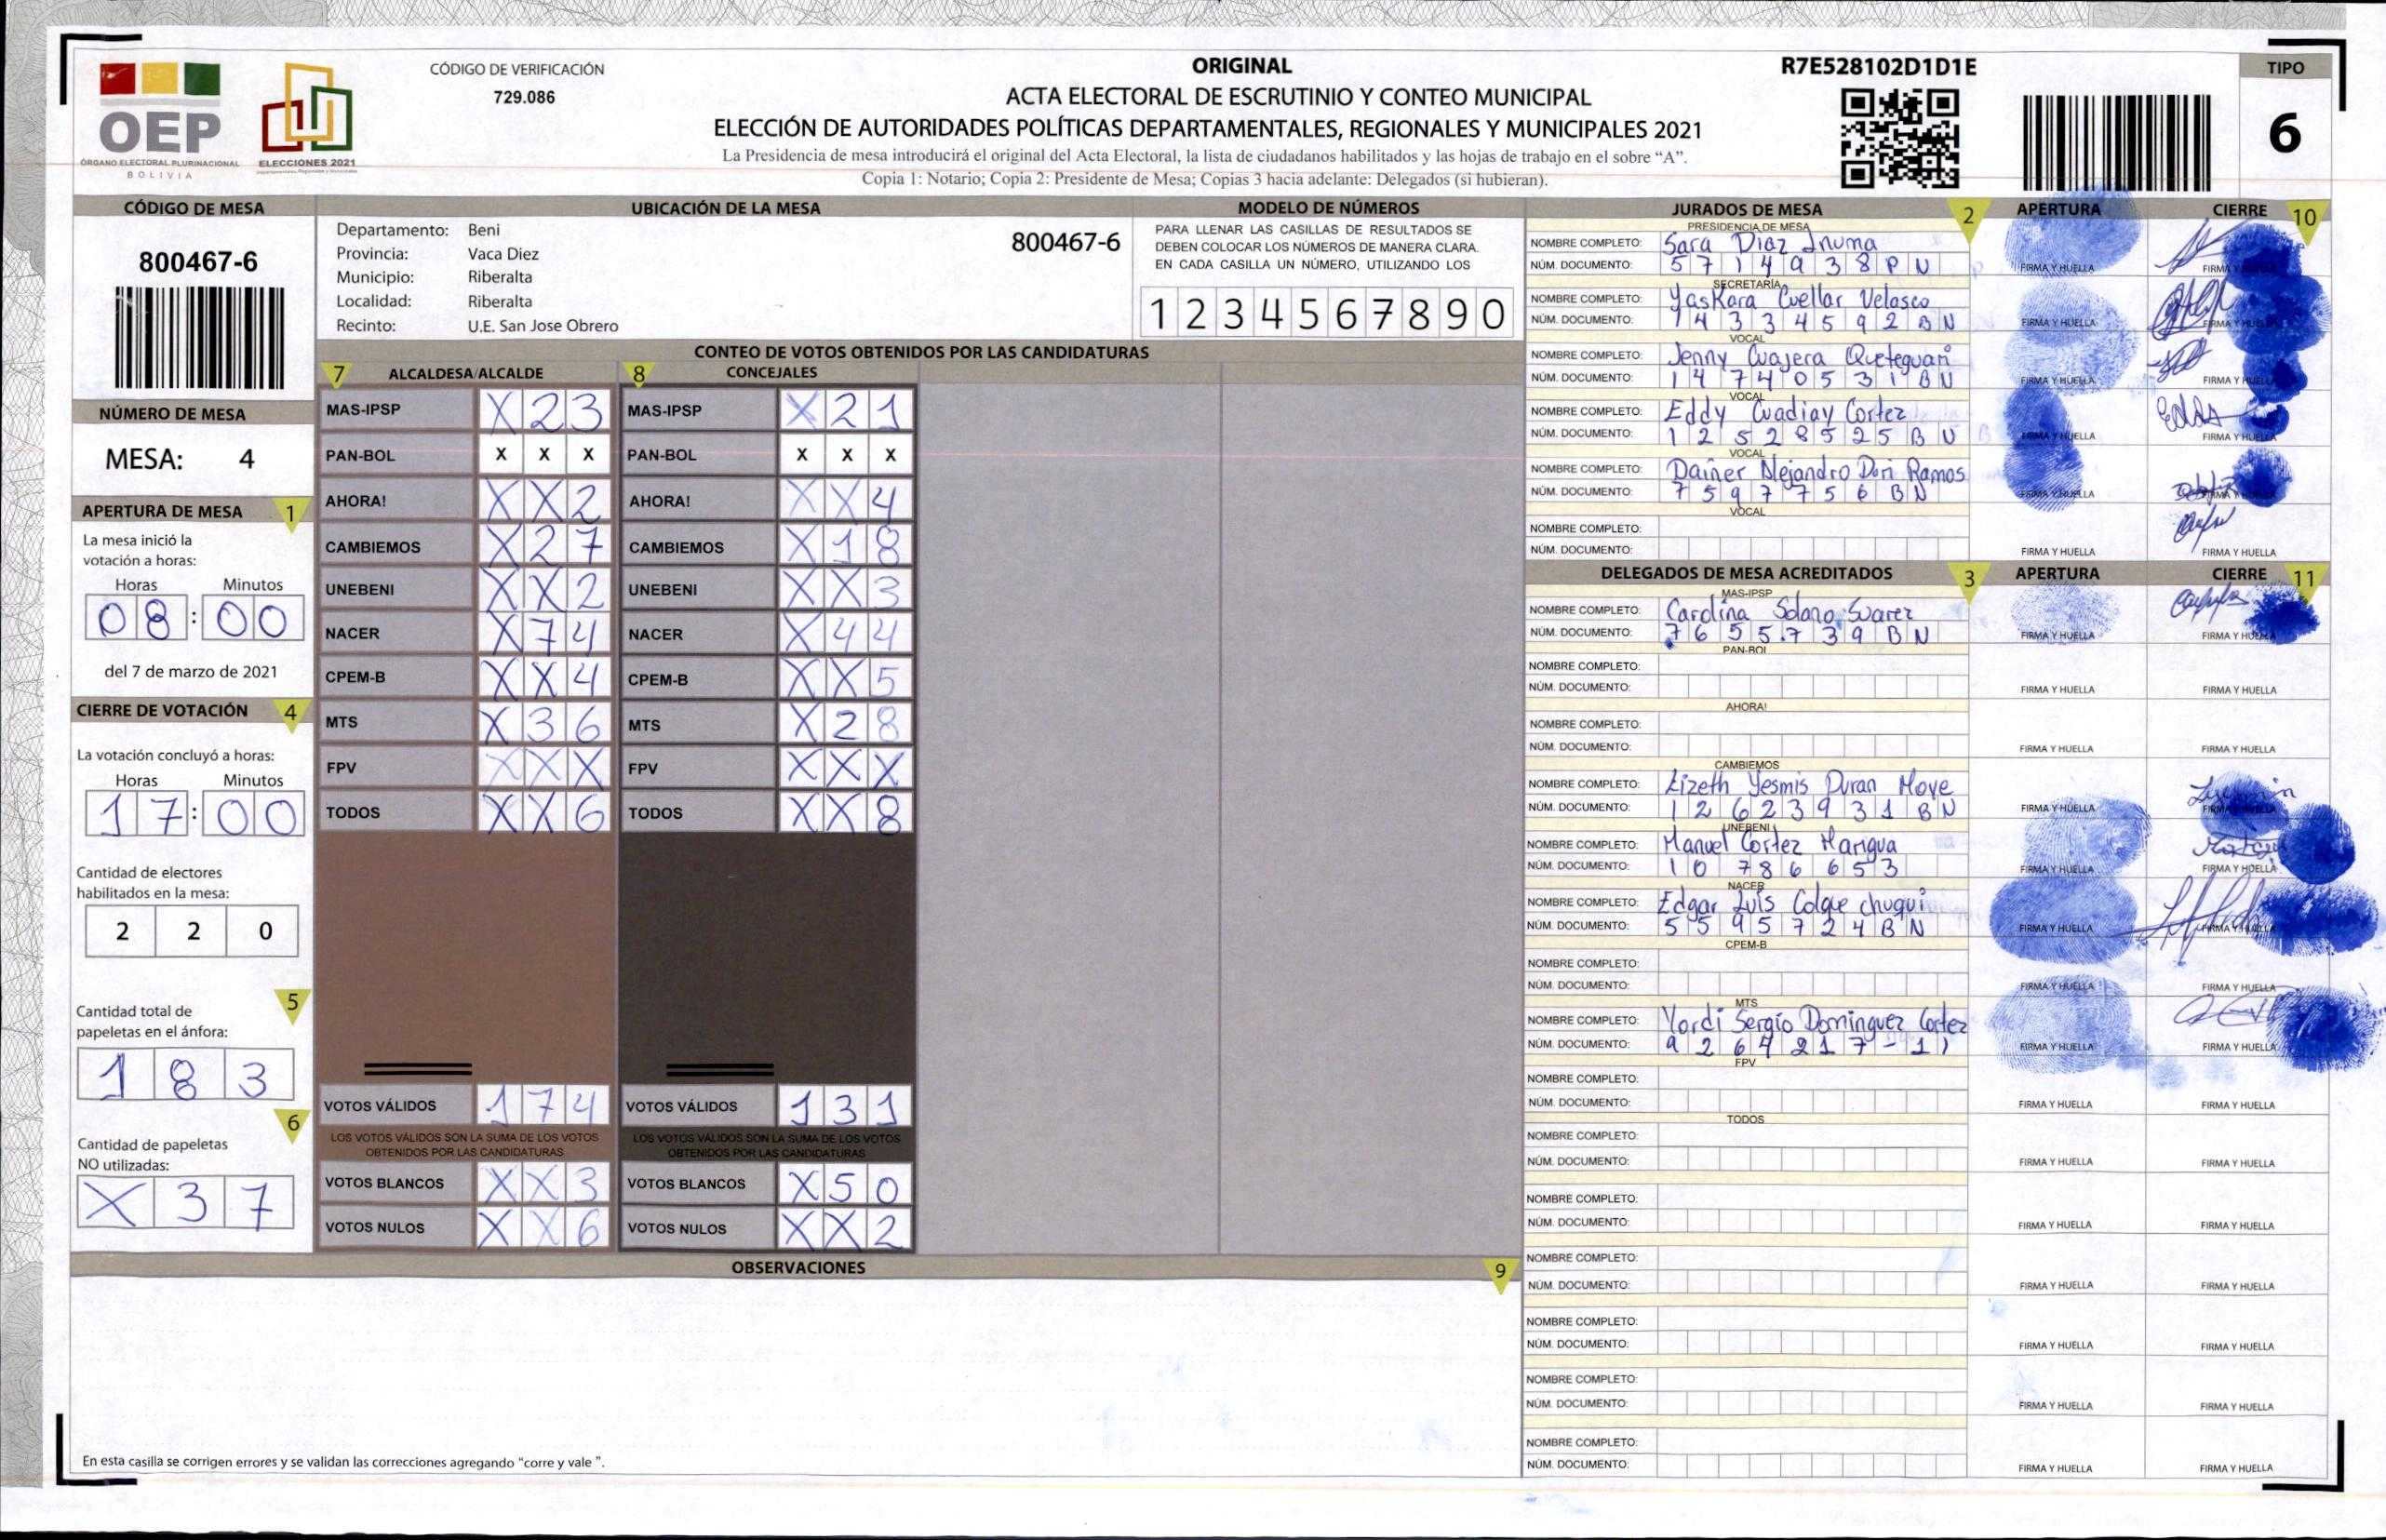 ORIGINAL
R7E528102D1D1E
TIPO
6
OEP
ÓRGANO ELECTORAL PLURINACIONAL
BOLIVIA
ELECCIONES 2021
CÓDIGO DE VERIFICACIÓN
729.086
ACTA ELECTORAL DE ESCRUTINIO Y CONTEO MUNICIPAL
ELECCIÓN DE AUTORIDADES POLÍTICAS DEPARTAMENTALES, REGIONALES Y MUNICIPALES 2021
La Presidencia de mesa introducirá el original del Acta Electoral, la lista de ciudadanos habilitados y las hojas de trabajo en el sobre “A”.
Copia 1: Notario; Copia 2: Presidente de Mesa; Copias 3 hacia adelante: Delegados (si hubieran).
CÓDIGO DE MESA
800467-6
NÚMERO DE MESA
MESA: 4
APERTURA DE MESA 1
La mesa inició la
votación a horas:
Horas Minutos
08:00
del 7 de marzo de 2021
CIERRE DE VOTACIÓN 4
La votación concluyó a horas:
Horas Minutos
17:00
Cantidad de electores
habilitados en la mesa:
2 2 0
5
Cantidad total de
papeletas en el ánfora:
1 8 3
6
Cantidad de papeletas
NO utilizadas:
X 3 7
UBICACIÓN DE LA MESA
Departamento: Beni
Provincia: Vaca Diez
Municipio: Riberalta
Localidad: Riberalta
Recinto: U.E. San Jose Obrero
800467-6
MODELO DE NÚMEROS
PARA LLENAR LAS CASILLAS DE RESULTADOS SE
DEBEN COLOCAR LOS NÚMEROS DE MANERA CLARA.
EN CADA CASILLA UN NÚMERO, UTILIZANDO LOS
1 2 3 4 5 6 7 8 9 0
CONTEO DE VOTOS OBTENIDOS POR LAS CANDIDATURAS
7 ALCALDESA/ALCALDE 8 CONCEJALES
MAS-IPSP X 2 3 MAS-IPSP X 2 1
PAN-BOL X X X PAN-BOL X X X
AHORA! X X 2 AHORA! X X 4
CAMBIEMOS X 2 7 CAMBIEMOS X 1 8
UNEBENI X X 2 UNEBENI X X 3
NACER X 7 4 NACER X 4 4
CPEM-B X X 4 CPEM-B X X 5
MTS X 3 6 MTS X 2 8
FPV X X X FPV X X X
TODOS X X 6 TODOS X X 8
VOTOS VÁLIDOS 1 7 4 VOTOS VÁLIDOS 1 3 1
LOS VOTOS VÁLIDOS SON LA SUMA DE LOS VOTOS LOS VOTOS VÁLIDOS SON LA SUMA DE LOS VOTOS
OBTENIDOS POR LAS CANDIDATURAS OBTENIDOS POR LAS CANDIDATURAS
VOTOS BLANCOS X X 3 VOTOS BLANCOS X 5 0
VOTOS NULOS X X 6 VOTOS NULOS X X 2
OBSERVACIONES 9
En esta casilla se corrigen errores y se validan las correcciones agregando "corre y vale ".
JURADOS DE MESA 2 APERTURA CIERRE 10
PRESIDENCIA DE MESA
NOMBRE COMPLETO: Sara Diaz Inuma
NÚM. DOCUMENTO: 5 7 1 4 9 3 8 P N FIRMA Y HUELLA FIRMA
SECRETARÍA
NOMBRE COMPLETO: Yaskara Cuellar Velasco
NÚM. DOCUMENTO: 1 4 3 3 4 5 9 2 B N FIRMA Y HUELLA FIRMA Y HUELLA
VOCAL
NOMBRE COMPLETO: Jenny Cuajera Queteguari
NÚM. DOCUMENTO: 1 4 7 4 0 5 3 1 B N FIRMA Y HUELLA FIRMA Y HUELLA
VOCAL
NOMBRE COMPLETO: Eddy Cuadiay Cortez
NÚM. DOCUMENTO: 1 2 5 2 8 5 2 5 B N FIRMA Y HUELLA FIRMA Y HUELLA
VOCAL
NOMBRE COMPLETO: Dainer Alejandro Dori Ramos
NÚM. DOCUMENTO: 7 5 9 7 7 5 6 B N FIRMA Y HUELLA FIRMA Y
VOCAL
NOMBRE COMPLETO:
NÚM. DOCUMENTO: FIRMA Y HUELLA FIRMA Y HUELLA
DELEGADOS DE MESA ACREDITADOS 3 APERTURA CIERRE 11
MAS-IPSP
NOMBRE COMPLETO: Carolina Solano Suarez
NÚM. DOCUMENTO: 7 6 5 5 7 3 9 B N FIRMA Y HUELLA FIRMA Y HUELLA
PAN-BOL
NOMBRE COMPLETO:
NÚM. DOCUMENTO: FIRMA Y HUELLA FIRMA Y HUELLA
AHORA!
NOMBRE COMPLETO:
NÚM. DOCUMENTO: FIRMA Y HUELLA FIRMA Y HUELLA
CAMBIEMOS
NOMBRE COMPLETO: Lizeth Yesmis Duran Moye
NÚM. DOCUMENTO: 1 2 6 2 3 9 3 1 B N FIRMA Y HUELLA FIRMA Y HUELLA
UNEBENI
NOMBRE COMPLETO: Manuel Cortez Marigua
NÚM. DOCUMENTO: 1 0 7 8 6 6 5 3 FIRMA Y HUELLA FIRMA Y HUELLA
NACER
NOMBRE COMPLETO: Edgar Luis Colque chuqui
NÚM. DOCUMENTO: 5 5 9 5 7 2 4 B N FIRMA Y HUELLA FIRMA Y HUELLA
CPEM-B
NOMBRE COMPLETO:
NÚM. DOCUMENTO: FIRMA Y HUELLA FIRMA Y HUELLA
MTS
NOMBRE COMPLETO: Yordi Sergio Dominguez Cortez
NÚM. DOCUMENTO: 9 2 6 4 2 1 7 - 1 FIRMA Y HUELLA FIRMA Y HUELLA
FPV
NOMBRE COMPLETO:
NÚM. DOCUMENTO: FIRMA Y HUELLA FIRMA Y HUELLA
TODOS
NOMBRE COMPLETO:
NÚM. DOCUMENTO: FIRMA Y HUELLA FIRMA Y HUELLA
NOMBRE COMPLETO:
NÚM. DOCUMENTO: FIRMA Y HUELLA FIRMA Y HUELLA
NOMBRE COMPLETO:
NÚM. DOCUMENTO: FIRMA Y HUELLA FIRMA Y HUELLA
NOMBRE COMPLETO:
NÚM. DOCUMENTO: FIRMA Y HUELLA FIRMA Y HUELLA
NOMBRE COMPLETO:
NÚM. DOCUMENTO: FIRMA Y HUELLA FIRMA Y HUELLA
NOMBRE COMPLETO:
NÚM. DOCUMENTO: FIRMA Y HUELLA FIRMA Y HUELLA